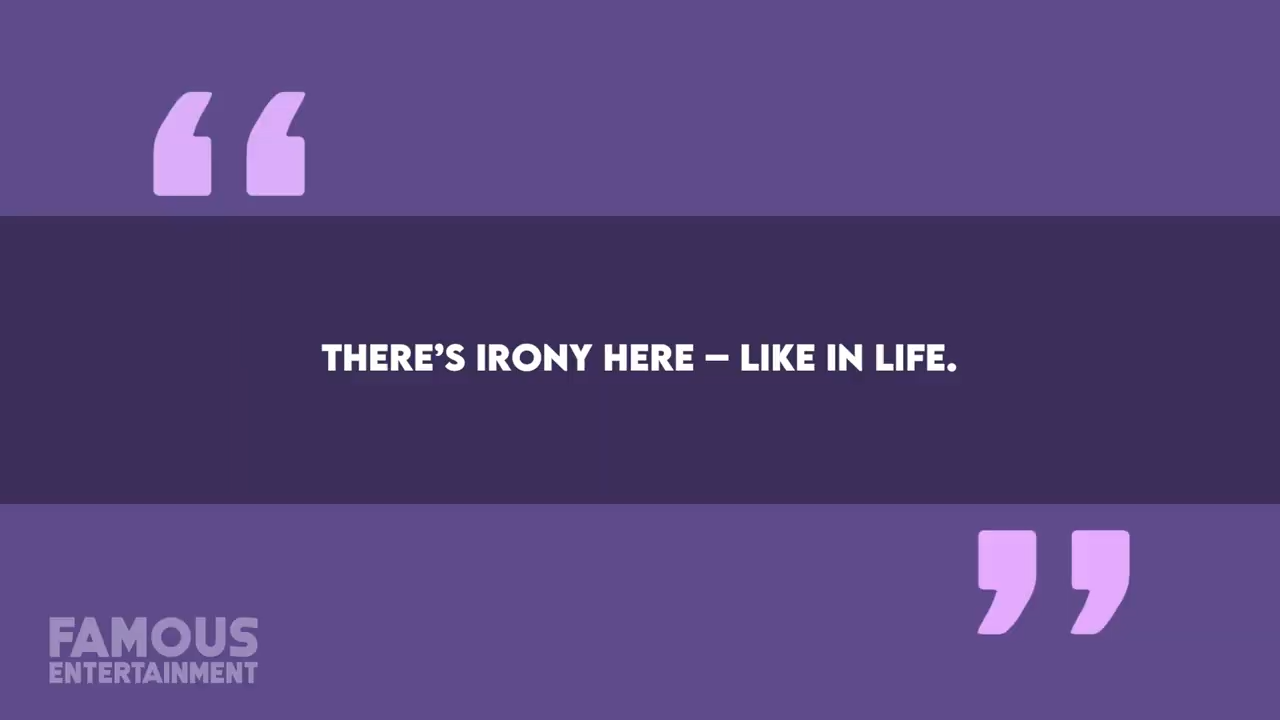 “
THERE’S IRONY HERE – LIKE IN LIFE.
”
FAMOUS
ENTERTAINMENT